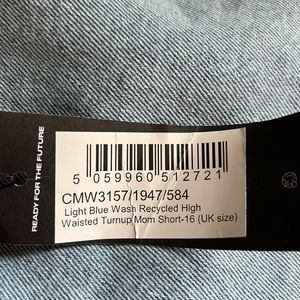 READY FOR THE FUTURE
5 059960 512721
CMW3157/1947/584
Light Blue Wash Recycled High
Waisted Turnup Mom Short-16 (UK size)